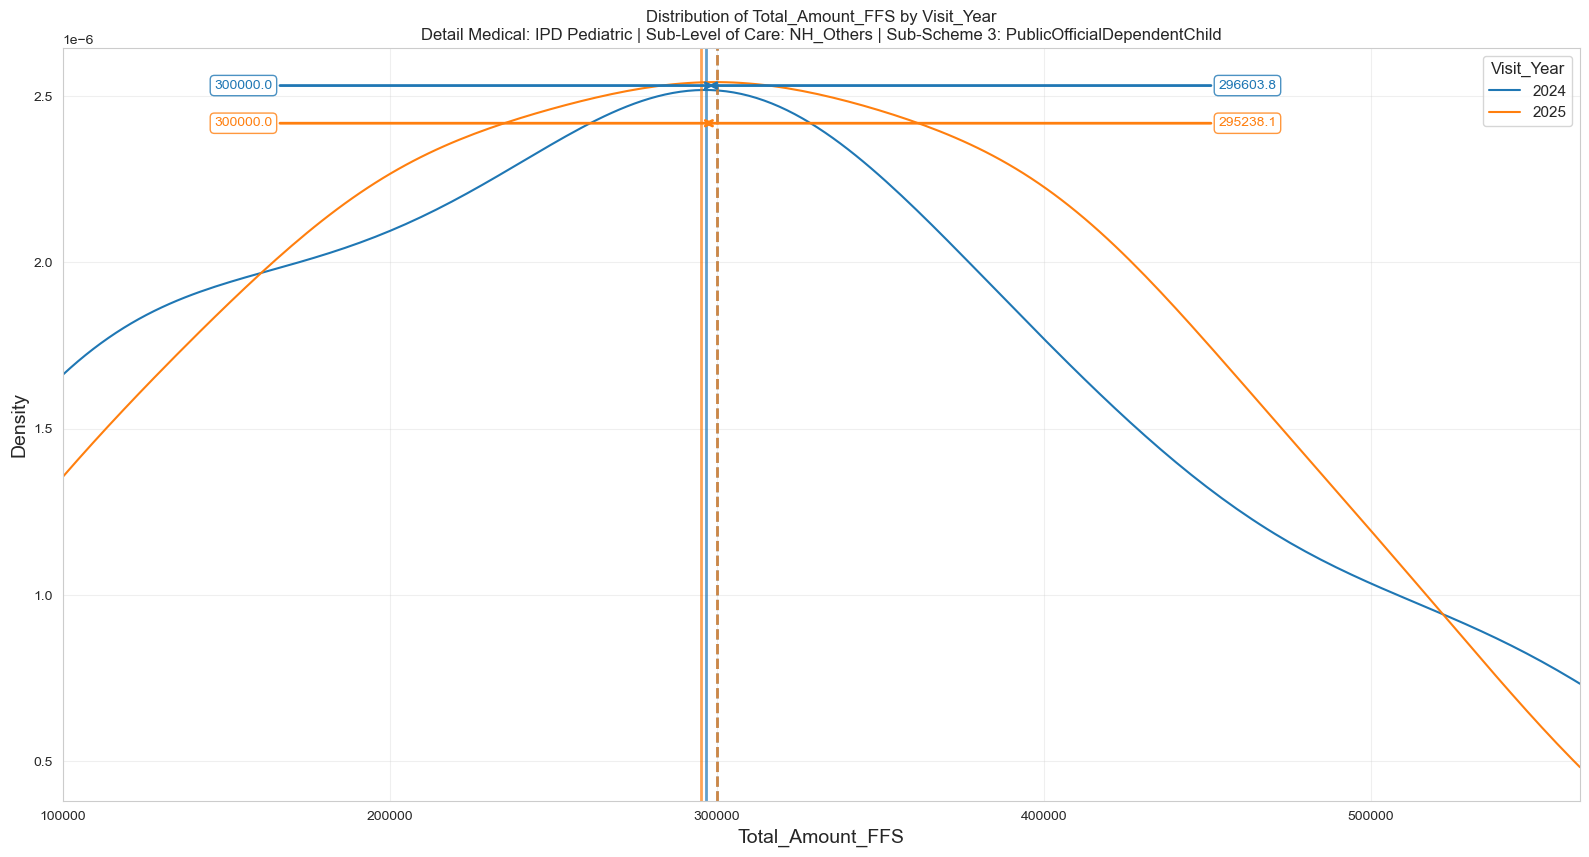 Distribution of Total_Amount_FFS by Visit_Year
Detail Medical: IPD Pediatric | Sub-Level of Care: NH_Others | Sub-Scheme 3: PublicOfficialDependentChild
1e−6
Visit_Year
2024
2025
300000.0
296603.8
300000.0
295238.1
2.5
2.0
1.5
1.0
0.5
Density
100000
200000
300000
400000
500000
Total_Amount_FFS